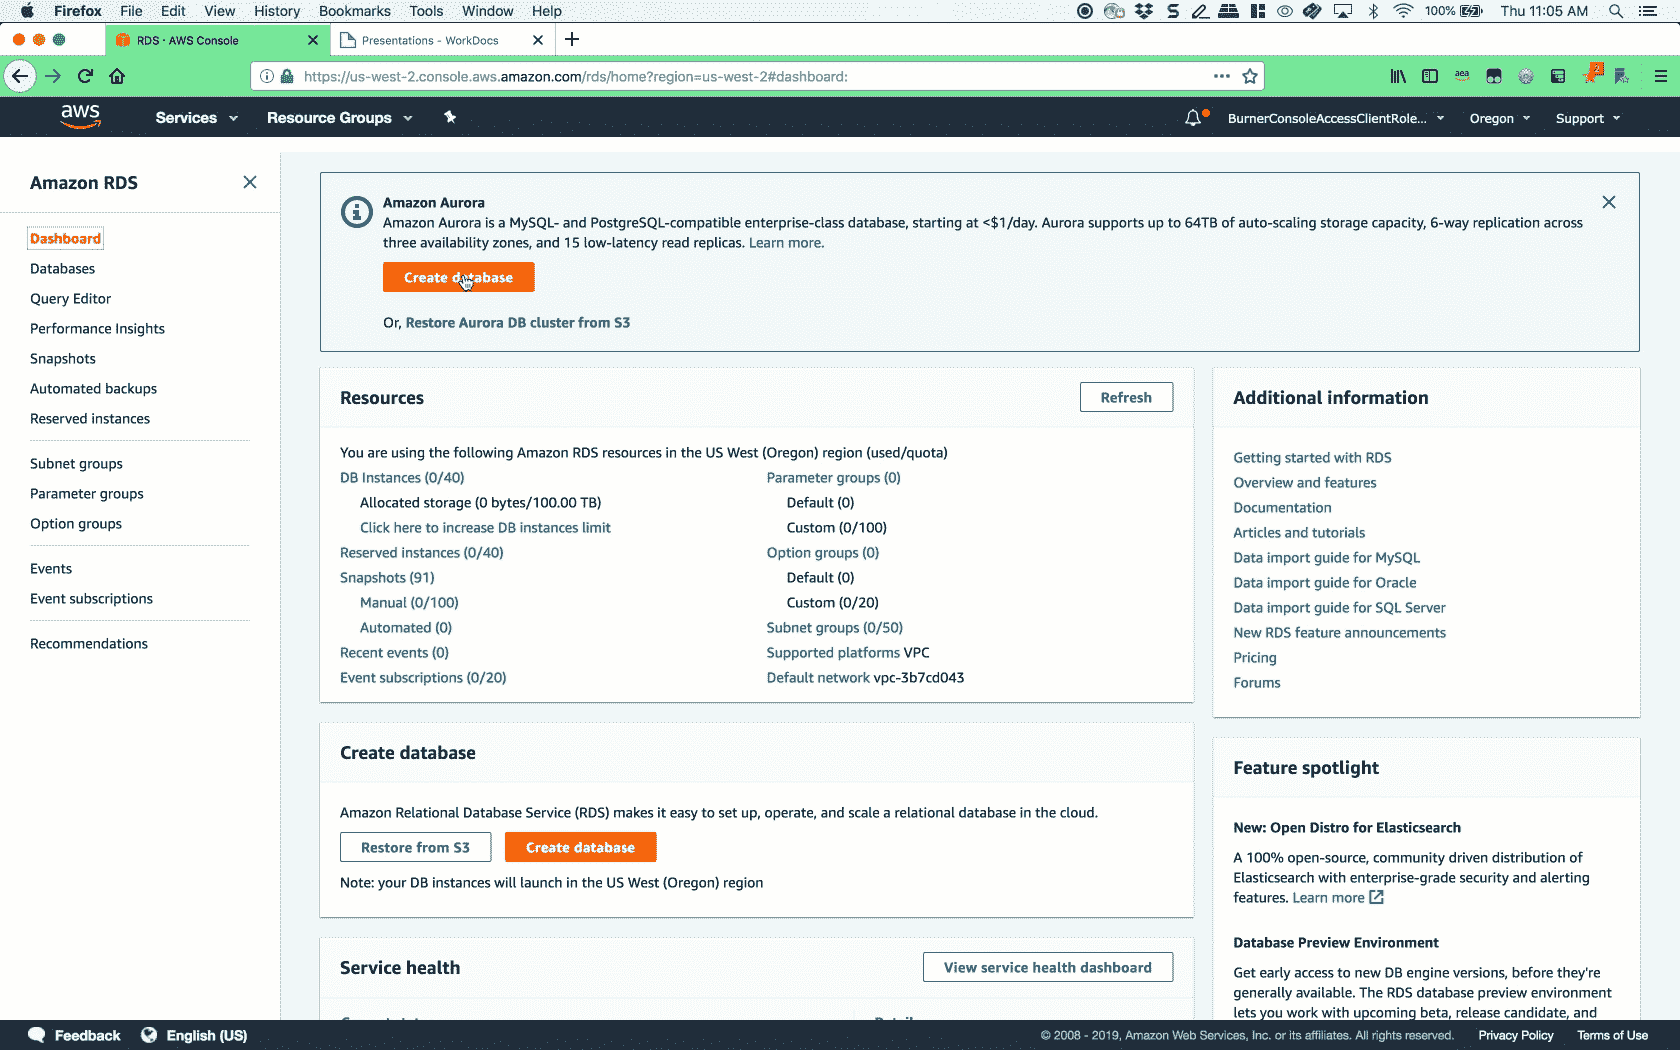 Firefox File Edit View History Bookmarks Tools Window Help 100% Thu 11:05 AM
RDS · AWS Console Presentations - WorkDocs
https://us-west-2.console.aws.amazon.com/rds/home?region=us-west-2#dashboard:
aws Services Resource Groups BurnerConsoleAccessClientRole... Oregon Support
Amazon RDS
Dashboard
Databases
Query Editor
Performance Insights
Snapshots
Automated backups
Reserved instances
Subnet groups
Parameter groups
Option groups
Events
Event subscriptions
Recommendations
Amazon Aurora
Amazon Aurora is a MySQL- and PostgreSQL-compatible enterprise-class database, starting at <$1/day. Aurora supports up to 64TB of auto-scaling storage capacity, 6-way replication across
three availability zones, and 15 low-latency read replicas. Learn more.
Create database
Or, Restore Aurora DB cluster from S3
Resources
Refresh
You are using the following Amazon RDS resources in the US West (Oregon) region (used/quota)
DB Instances (0/40)
Allocated storage (0 bytes/100.00 TB)
Click here to increase DB instances limit
Reserved instances (0/40)
Snapshots (91)
Manual (0/100)
Automated (0)
Recent events (0)
Event subscriptions (0/20)
Parameter groups (0)
Default (0)
Custom (0/100)
Option groups (0)
Default (0)
Custom (0/20)
Subnet groups (0/50)
Supported platforms VPC
Default network vpc-3b7cd043
Create database
Amazon Relational Database Service (RDS) makes it easy to set up, operate, and scale a relational database in the cloud.
Restore from S3 Create database
Note: your DB instances will launch in the US West (Oregon) region
Service health
View service health dashboard
Additional information
Getting started with RDS
Overview and features
Documentation
Articles and tutorials
Data import guide for MySQL
Data import guide for Oracle
Data import guide for SQL Server
New RDS feature announcements
Pricing
Forums
Feature spotlight
New: Open Distro for Elasticsearch
A 100% open-source, community driven distribution of
Elasticsearch with enterprise-grade security and alerting
features. Learn more
Database Preview Environment
Get early access to new DB engine versions, before they're
generally available. The RDS database preview environment
lets you work with upcoming beta, release candidate, and
Feedback English (US) © 2008 - 2019, Amazon Web Services, Inc. or its affiliates. All rights reserved. Privacy Policy Terms of Use